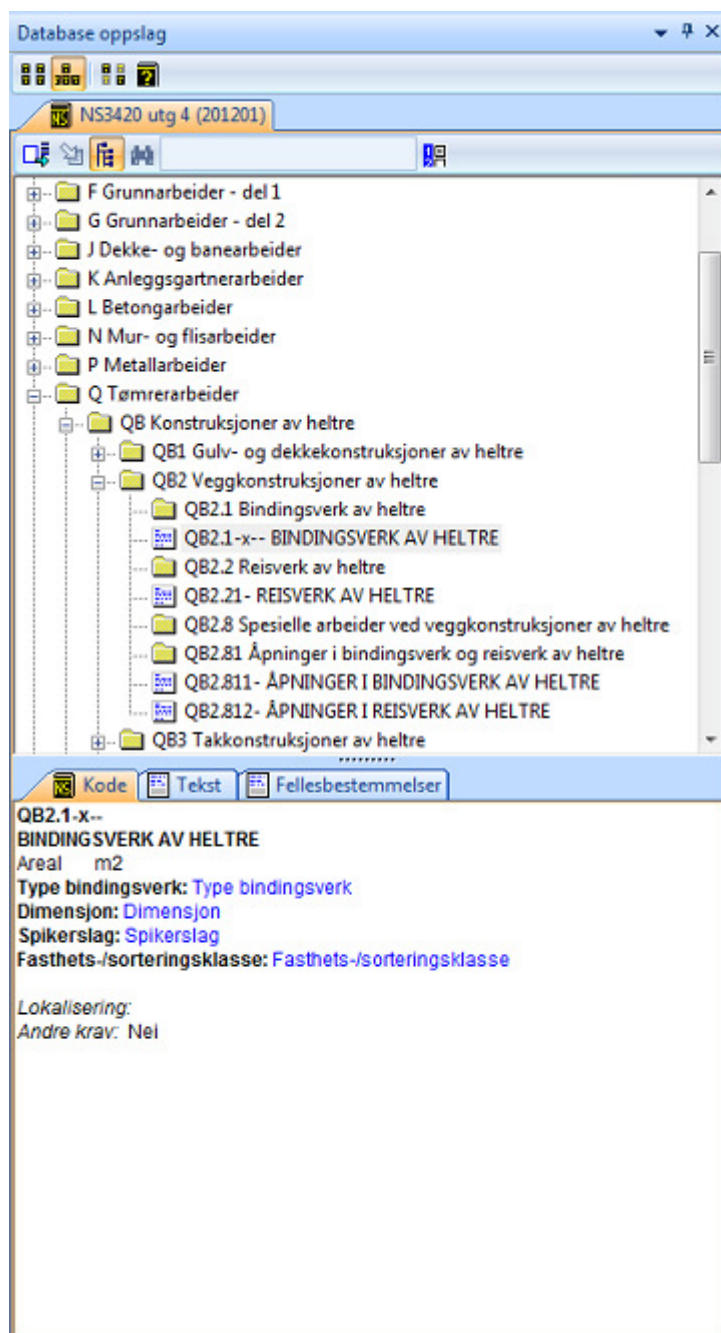 Database oppslag
NS3420 utg 4 (201201)
F Grunnarbeider - del 1
G Grunnarbeider - del 2
J Dekke- og banearbeider
K Anleggsgartnerarbeider
L Betongarbeider
N Mur- og flisarbeider
P Metallarbeider
Q Tømrerarbeider
QB Konstruksjoner av heltre
QB1 Gulv- og dekkekonstruksjoner av heltre
QB2 Veggkonstruksjoner av heltre
QB2.1 Bindingsverk av heltre
QB2.1-x-- BINDINGSVERK AV HELTRE
QB2.2 Reisverk av heltre
QB2.21- REISVERK AV HELTRE
QB2.8 Spesielle arbeider ved veggkonstruksjoner av heltre
QB2.81 Åpninger i bindingsverk og reisverk av heltre
QB2.811- ÅPNINGER I BINDINGSVERK AV HELTRE
QB2.812- ÅPNINGER I REISVERK AV HELTRE
QB3 Takkonstruksjoner av heltre
Kode Tekst Fellesbestemmelser
QB2.1-x--
BINDINGSVERK AV HELTRE
Areal m2
Type bindingsverk: Type bindingsverk
Dimensjon: Dimensjon
Spikerslag: Spikerslag
Fasthets-/sorteringsklasse: Fasthets-/sorteringsklasse
Lokalisering:
Andre krav: Nei